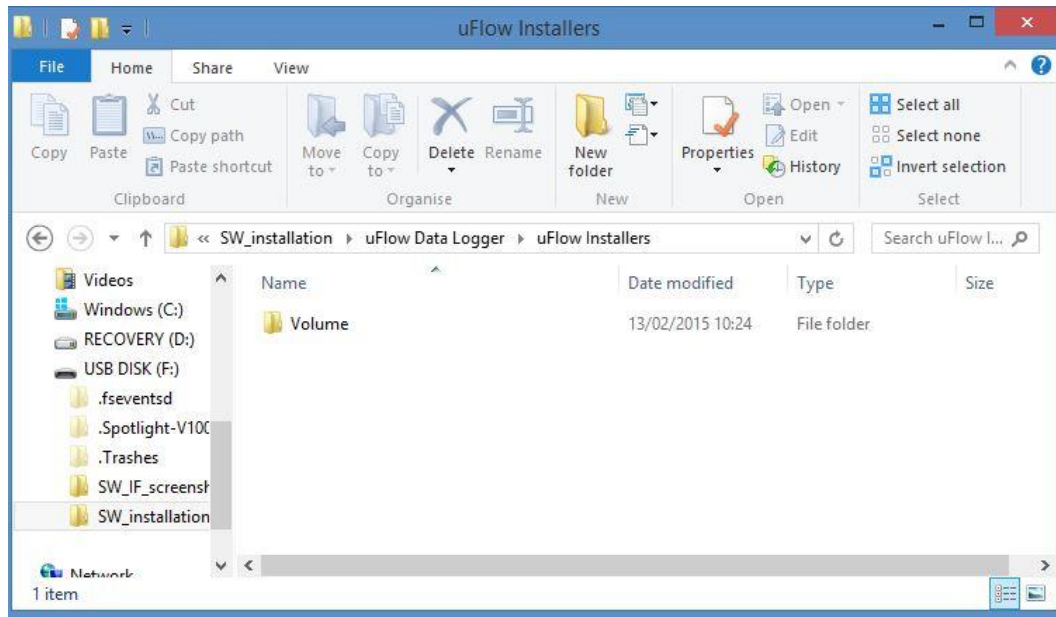 uFlow Installers
File Home Share View
Copy
Paste
Cut
Copy path
Paste shortcut
Clipboard
Move to
Copy to
Delete
Rename
Organise
New folder
New
Properties
Open
Edit
History
Open
Select all
Select none
Invert selection
Select
« SW_installation uFlow Data Logger uFlow Installers
Search uFlow I...
Name Date modified Type Size
Volume 13/02/2015 10:24 File folder
Videos
Windows (C:)
RECOVERY (D:)
USB DISK (F:)
.fseventsd
.Spotlight-V100
.Trashes
SW_IF_screensh
SW_installation
Network
1 item